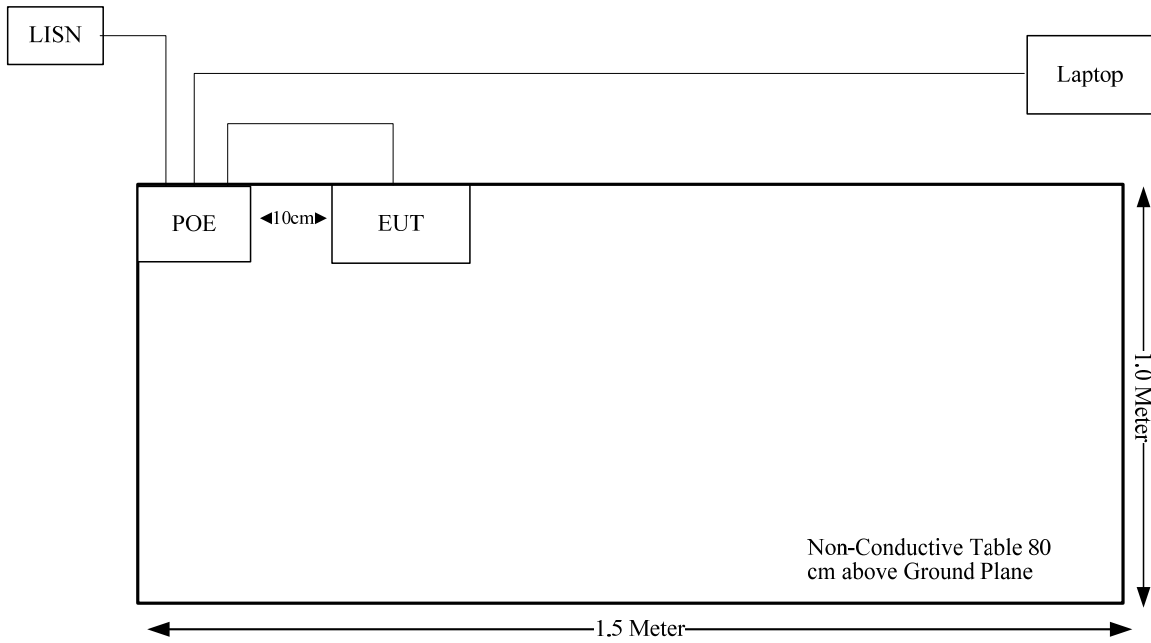 LISN
Laptop
POE
10cm
EUT
1.0 Meter
Non-Conductive Table 80
cm above Ground Plane
1.5 Meter